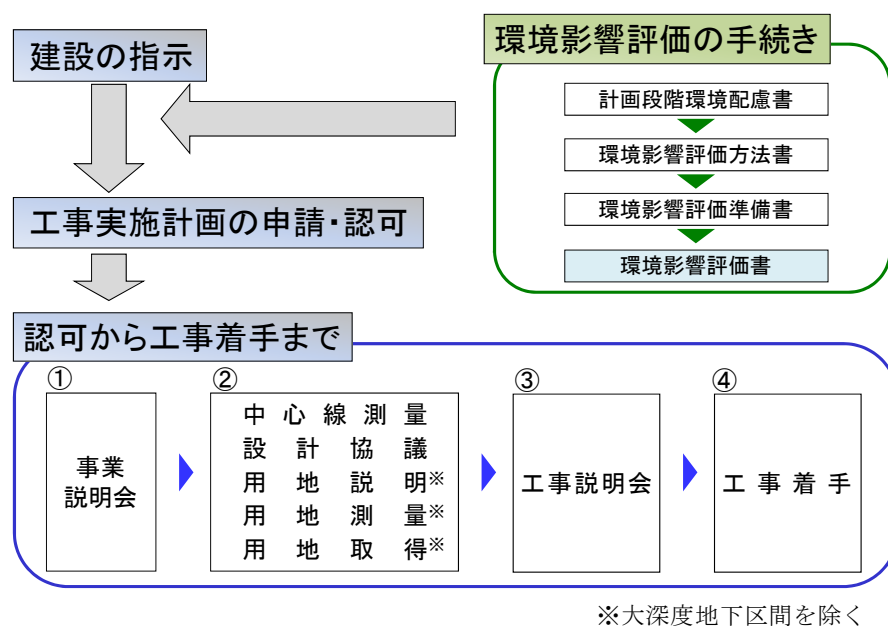 建設の指示
環境影響評価の手続き
計画段階環境配慮書
環境影響評価方法書
環境影響評価準備書
環境影響評価書
工事実施計画の申請・認可
認可から工事着手まで
①
事業
説明会
②
中心線測量
設計協議
用地説明※
用地測量※
用地取得※
③
工事説明会
④
工事着手
※大深度地下区間を除く